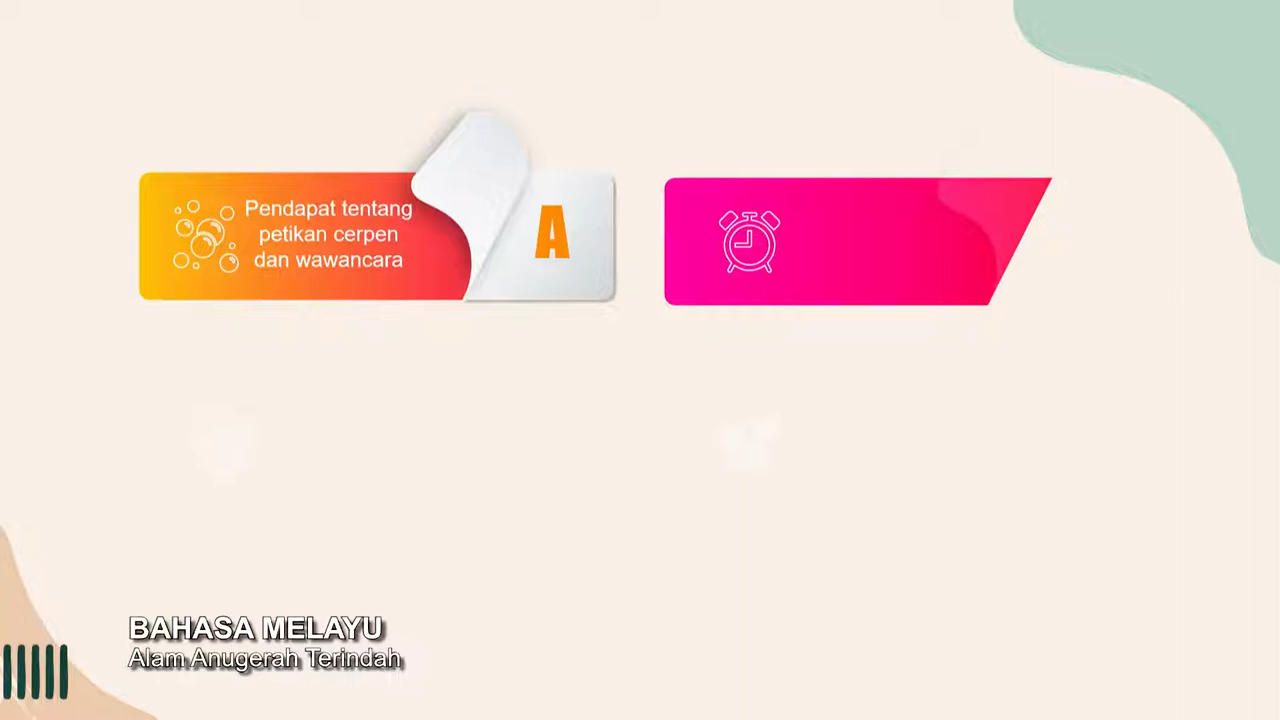 Pendapat tentang
petikan cerpen
dan wawancara
A
BAHASA MELAYU
Alam Anugerah Terindah